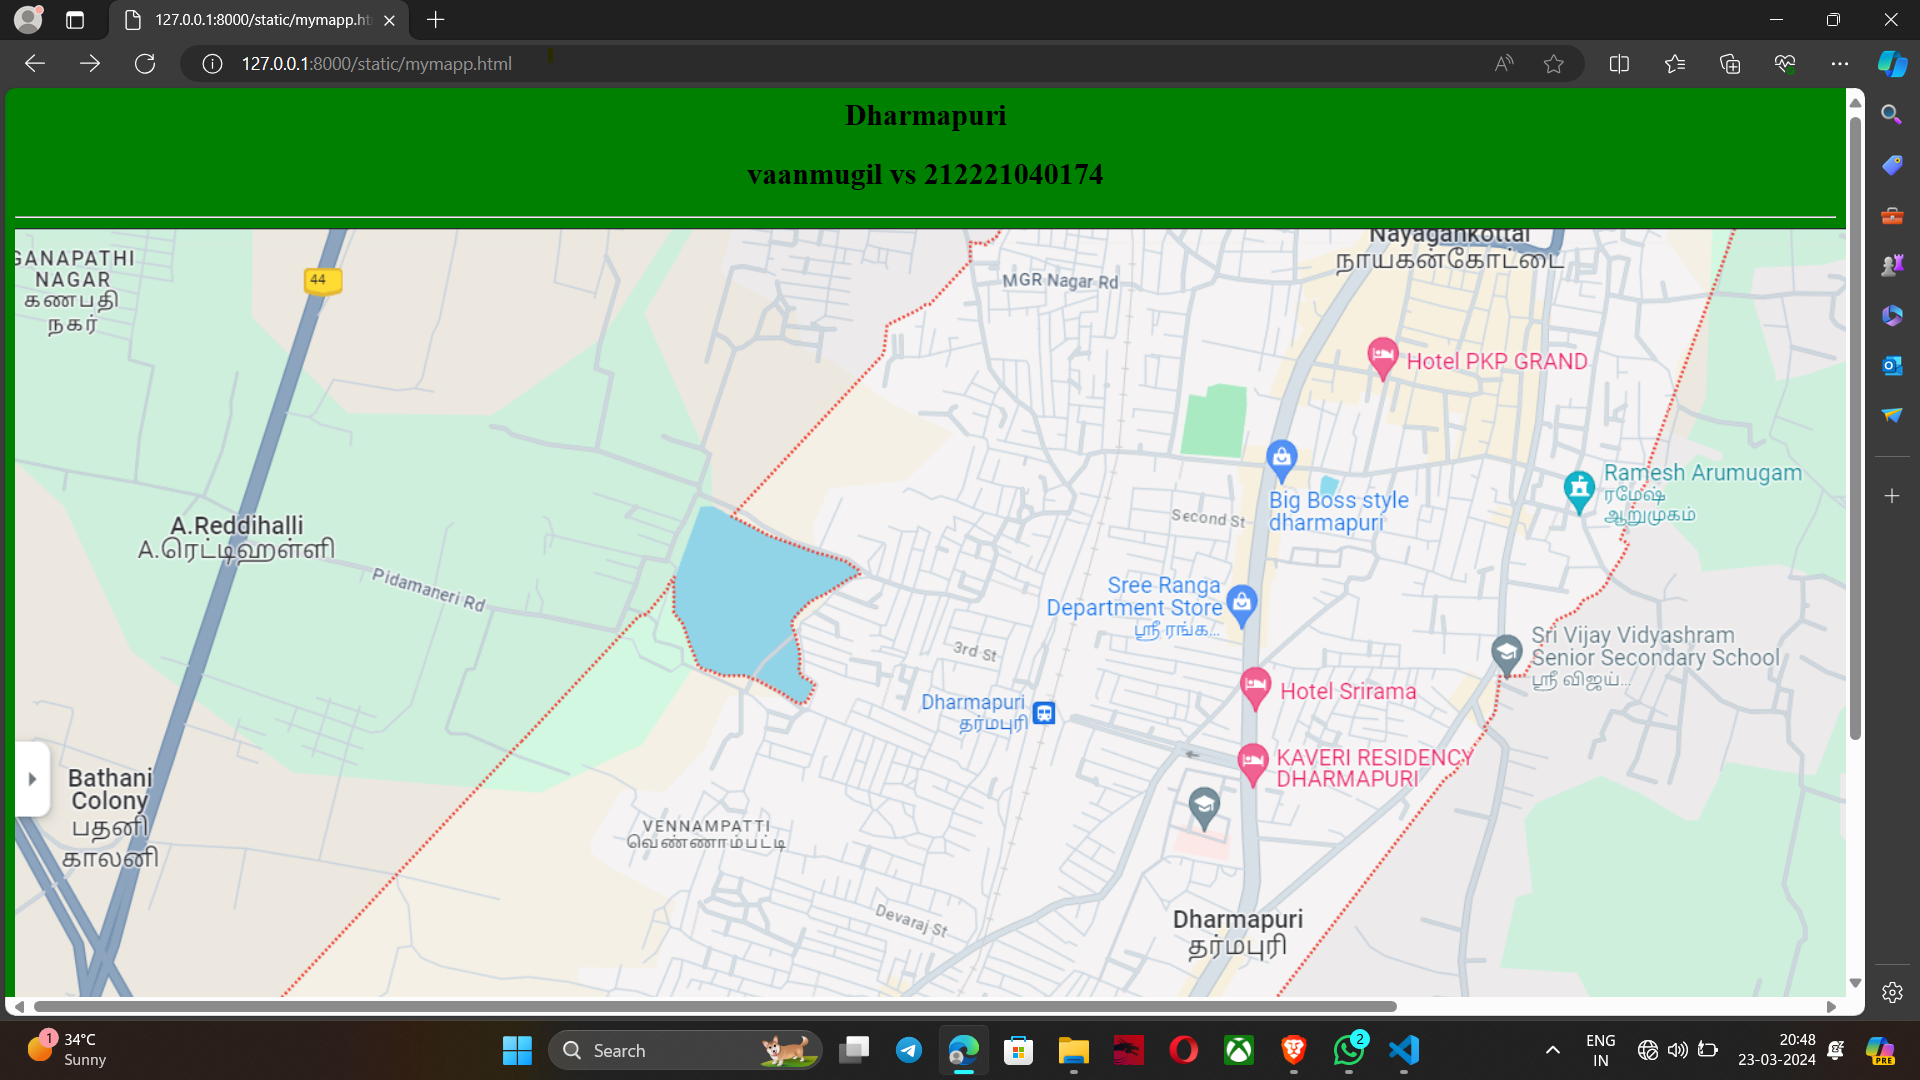 127.0.0.1:8000/static/mymapp.ht
127.0.0.1:8000/static/mymapp.html
Dharmapuri
vaanmugil vs 212221040174
GANAPATHI
NAGAR
கணபதி
நகர்
44
MGR Nagar Rd
Nayagankottai
நாயகன்கோட்டை
Hotel PKP GRAND
Big Boss style
dharmapuri
Second St
Ramesh Arumugam
ரமேஷ்
ஆறுமுகம்
A.Reddihalli
A.ரெட்டிஹள்ளி
Pidamaneri Rd
Sree Ranga
Department Store
ஸ்ரீ ரங்க...
3rd St
Sri Vijay Vidyashram
Senior Secondary School
ஸ்ரீ விஜய்...
Dharmapuri
தர்மபுரி
Hotel Srirama
KAVERI RESIDENCY
DHARMAPURI
Bathani
Colony
பதனி
காலனி
VENNAMPATTI
வெண்ணாம்பட்டி
Devaraj St
Dharmapuri
தர்மபுரி
1
34°C
Sunny
Search
2
ENG
IN
20:48
23-03-2024
PRE